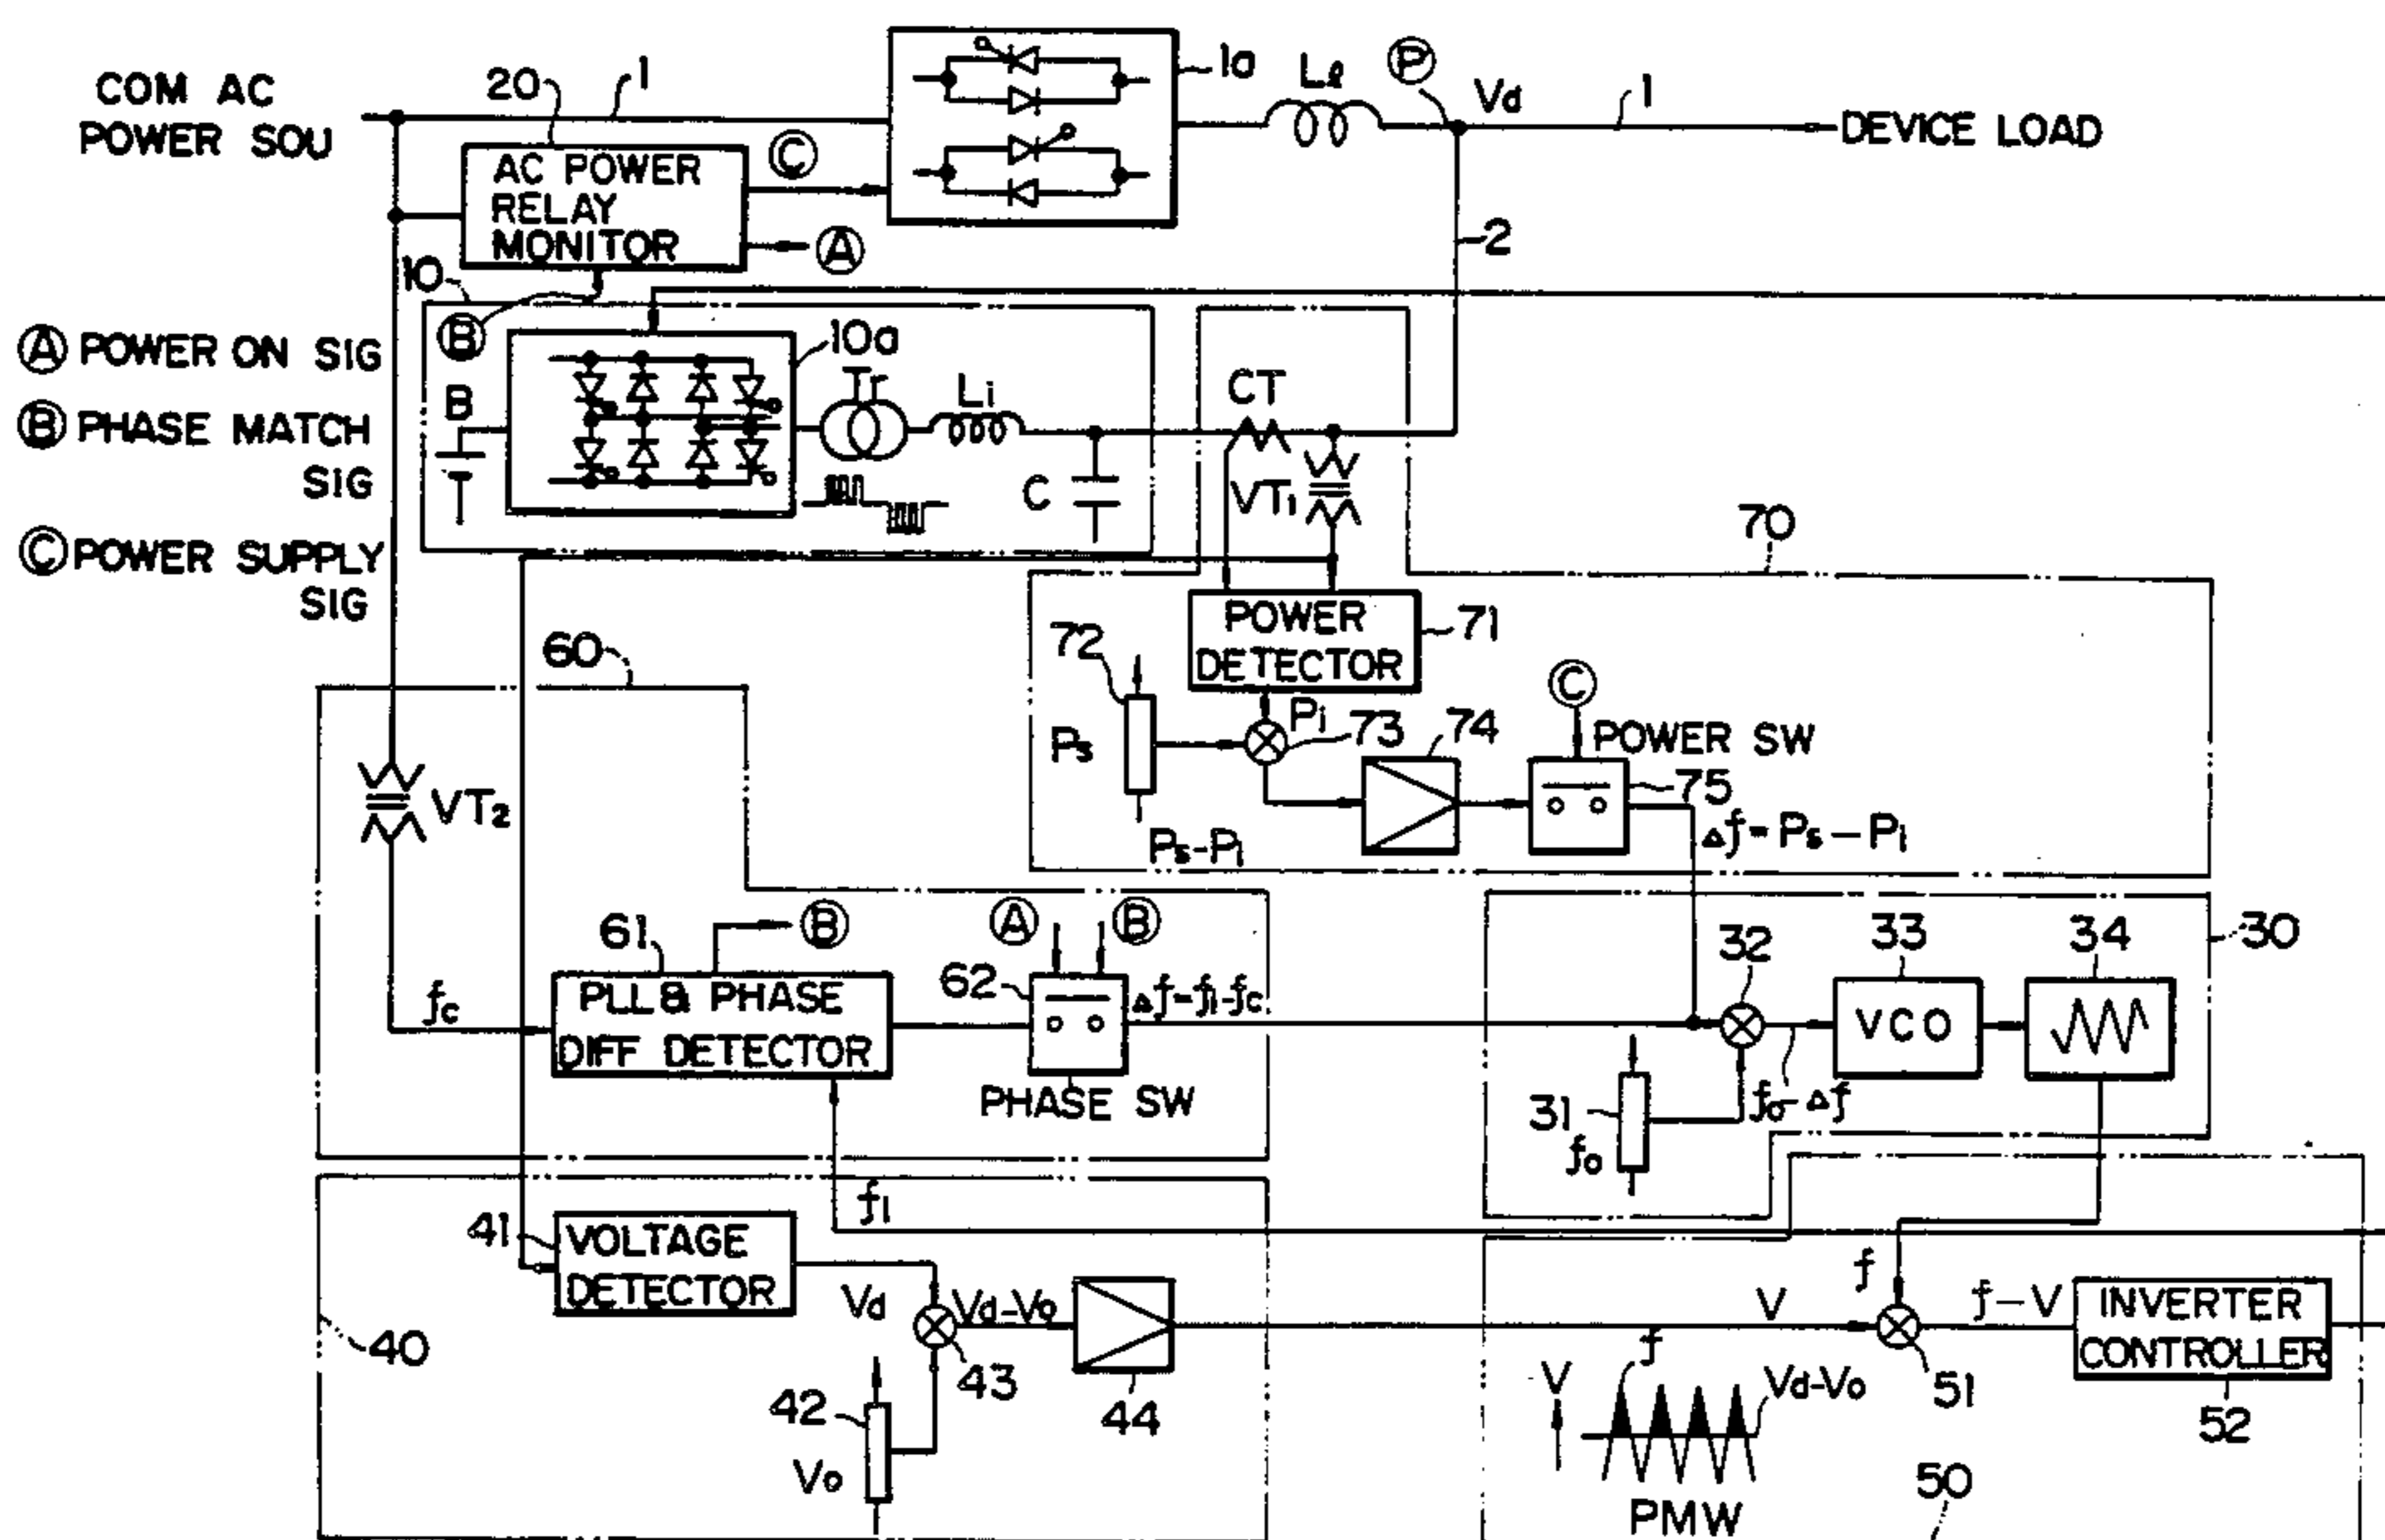 COM AC
POWER SOU
20
1
1a
Lℓ
P
Vd
1
DEVICE LOAD
AC POWER
RELAY
MONITOR
C
A
2
10
B
A POWER ON SIG
B PHASE MATCH
SIG
C POWER SUPPLY
SIG
10a
B
Tr
Li
C
CT
VT1
70
POWER
DETECTOR
71
72
Ps
Pi
73
74
C
POWER SW
75
Ps-Pi
Δf=Ps-Pi
60
VT2
fc
61
B
PLL & PHASE
DIFF DETECTOR
A
B
62
Δf=f1-fc
PHASE SW
30
32
33
34
VCO
31
fo
fo-Δf
f1
41
VOLTAGE
DETECTOR
Vd
Vd-Vo
43
44
42
Vo
40
V
f
f-V
51
INVERTER
CONTROLLER
52
V
f
Vd-Vo
PMW
50